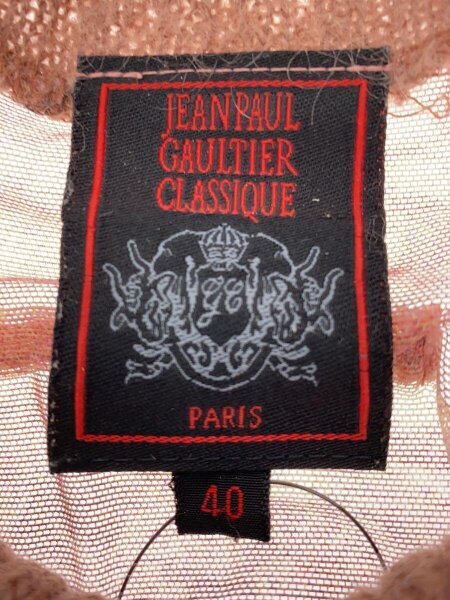 JEAN PAUL
GAULTIER
CLASSIQUE
PARIS
40